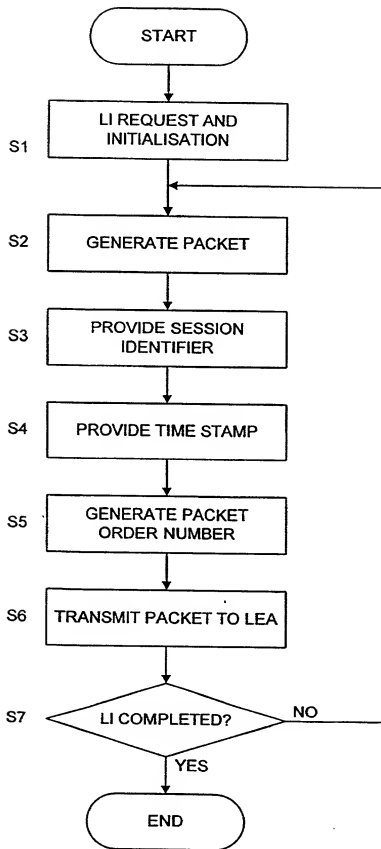 START
S1
LI REQUEST AND
INITIALISATION
S2
GENERATE PACKET
S3
PROVIDE SESSION
IDENTIFIER
S4
PROVIDE TIME STAMP
S5
GENERATE PACKET
ORDER NUMBER
S6
TRANSMIT PACKET TO LEA
S7
LI COMPLETED?
NO
YES
END